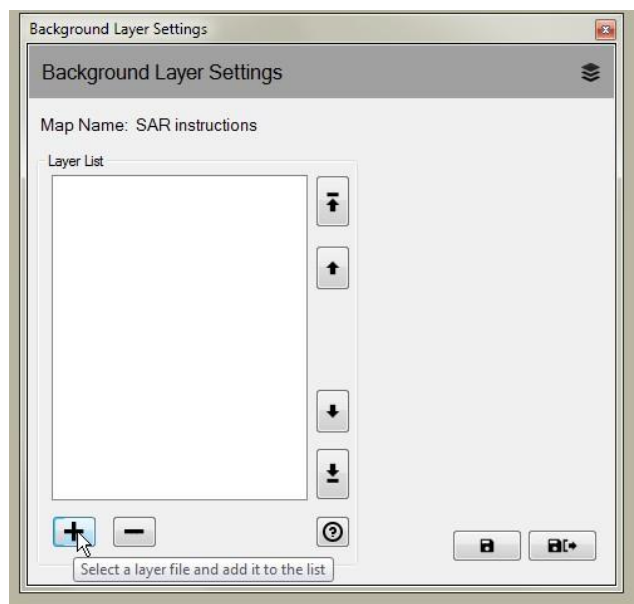 Background Layer Settings
Background Layer Settings
Map Name: SAR instructions
Layer List
Select a layer file and add it to the list